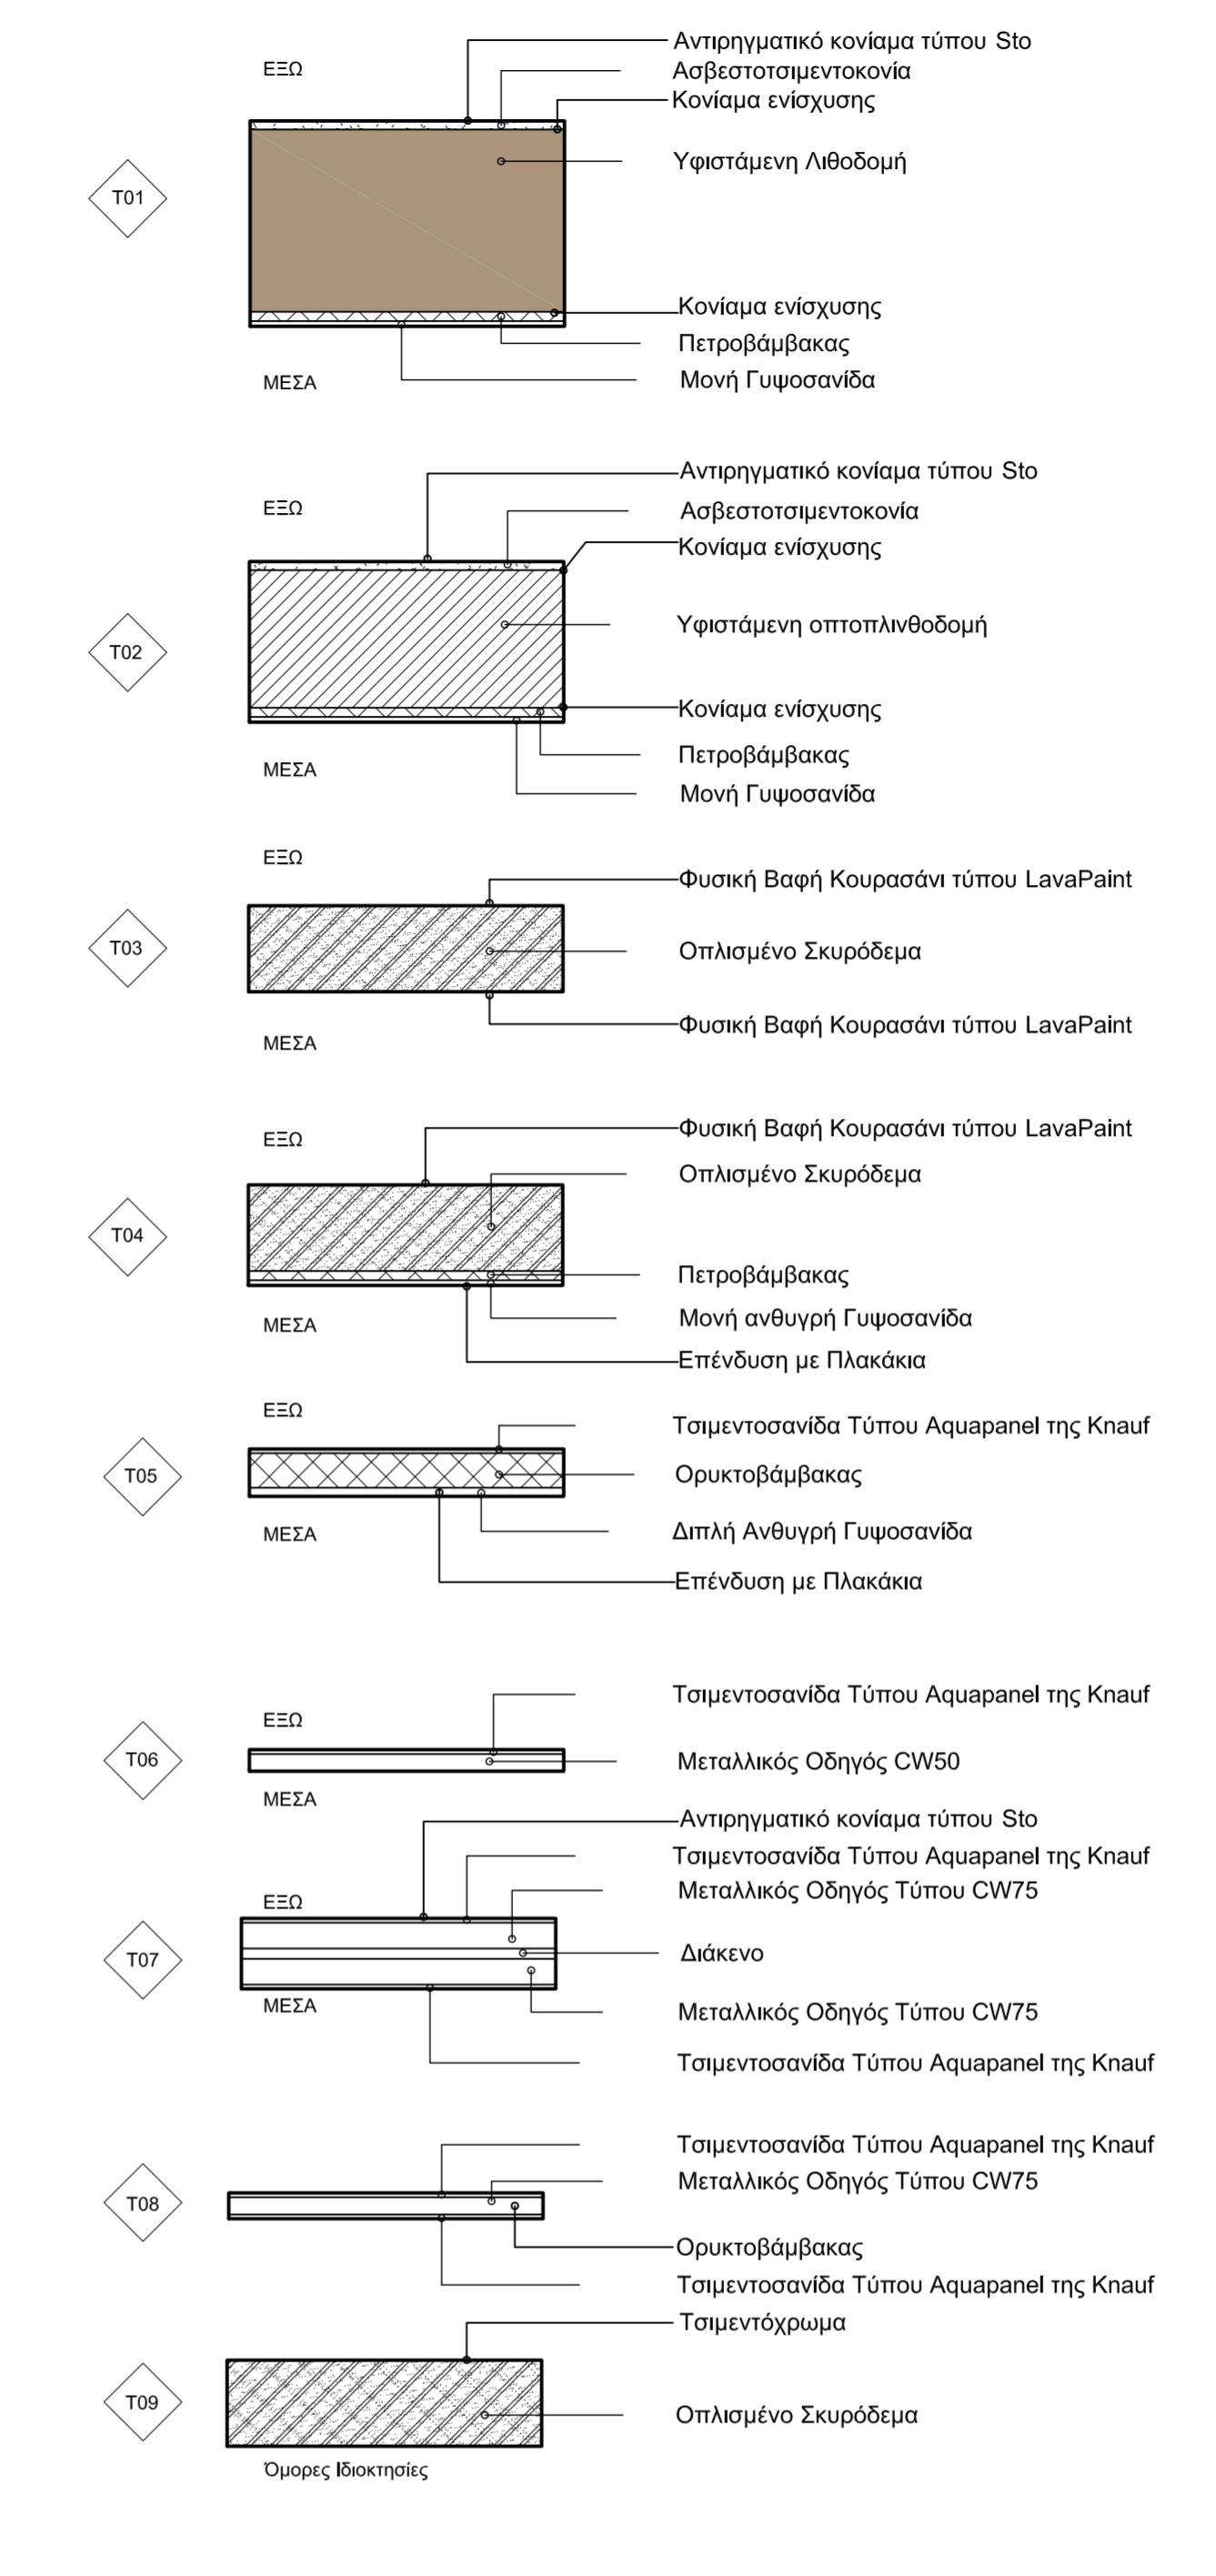 Αντιρηγματικό κονίαμα τύπου Sto
ΕΞΩ
Ασβεστοτσιμεντοκονία
Κονίαμα ενίσχυσης
Υφιστάμενη Λιθοδομή
T01
Κονίαμα ενίσχυσης
Πετροβάμβακας
ΜΕΣΑ
Μονή Γυψοσανίδα
Αντιρηγματικό κονίαμα τύπου Sto
ΕΞΩ
Ασβεστοτσιμεντοκονία
Κονίαμα ενίσχυσης
Υφιστάμενη οπτοπλινθοδομή
T02
Κονίαμα ενίσχυσης
Πετροβάμβακας
ΜΕΣΑ
Μονή Γυψοσανίδα
ΕΞΩ
Φυσική Βαφή Κουρασάνι τύπου LavaPaint
T03
Οπλισμένο Σκυρόδεμα
Φυσική Βαφή Κουρασάνι τύπου LavaPaint
ΜΕΣΑ
Φυσική Βαφή Κουρασάνι τύπου LavaPaint
ΕΞΩ
Οπλισμένο Σκυρόδεμα
T04
Πετροβάμβακας
ΜΕΣΑ
Μονή ανθυγρή Γυψοσανίδα
Επένδυση με Πλακάκια
ΕΞΩ
Τσιμεντοσανίδα Τύπου Aquapanel της Knauf
T05
Ορυκτοβάμβακας
ΜΕΣΑ
Διπλή Ανθυγρή Γυψοσανίδα
Επένδυση με Πλακάκια
Τσιμεντοσανίδα Τύπου Aquapanel της Knauf
ΕΞΩ
T06
Μεταλλικός Οδηγός CW50
ΜΕΣΑ
Αντιρηγματικό κονίαμα τύπου Sto
Τσιμεντοσανίδα Τύπου Aquapanel της Knauf
Μεταλλικός Οδηγός Τύπου CW75
ΕΞΩ
T07
Διάκενο
ΜΕΣΑ
Μεταλλικός Οδηγός Τύπου CW75
Τσιμεντοσανίδα Τύπου Aquapanel της Knauf
Τσιμεντοσανίδα Τύπου Aquapanel της Knauf
Μεταλλικός Οδηγός Τύπου CW75
T08
Ορυκτοβάμβακας
Τσιμεντοσανίδα Τύπου Aquapanel της Knauf
Τσιμεντόχρωμα
T09
Οπλισμένο Σκυρόδεμα
Όμορες Ιδιοκτησίες